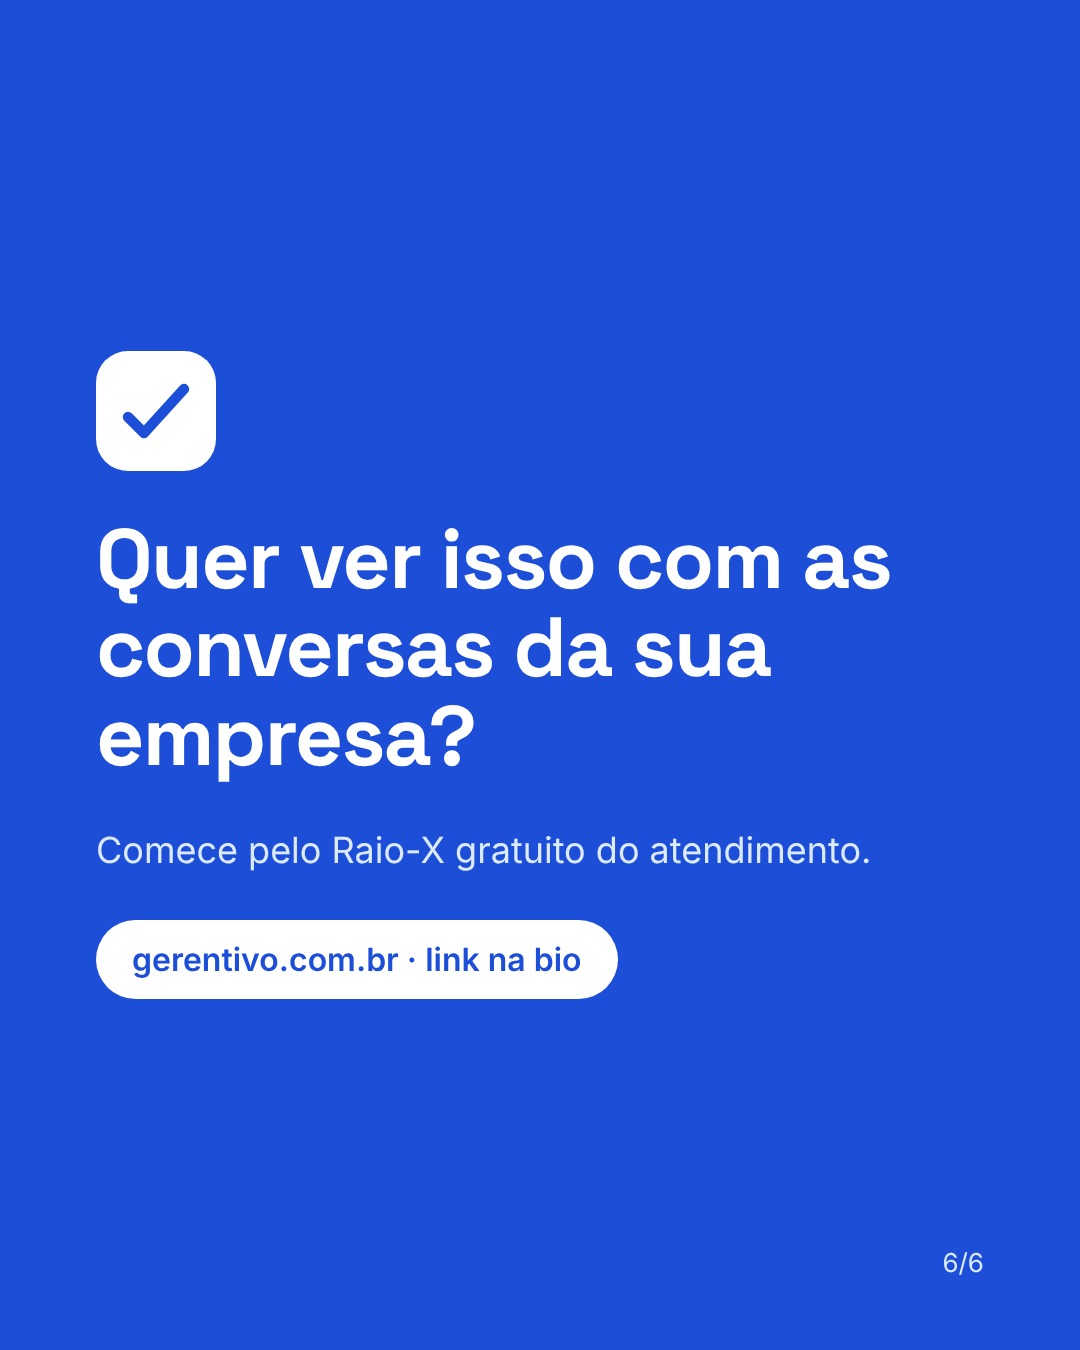 Quer ver isso com as
conversas da sua
empresa?
Comece pelo Raio-X gratuito do atendimento.
gerentivo.com.br · link na bio
6/6